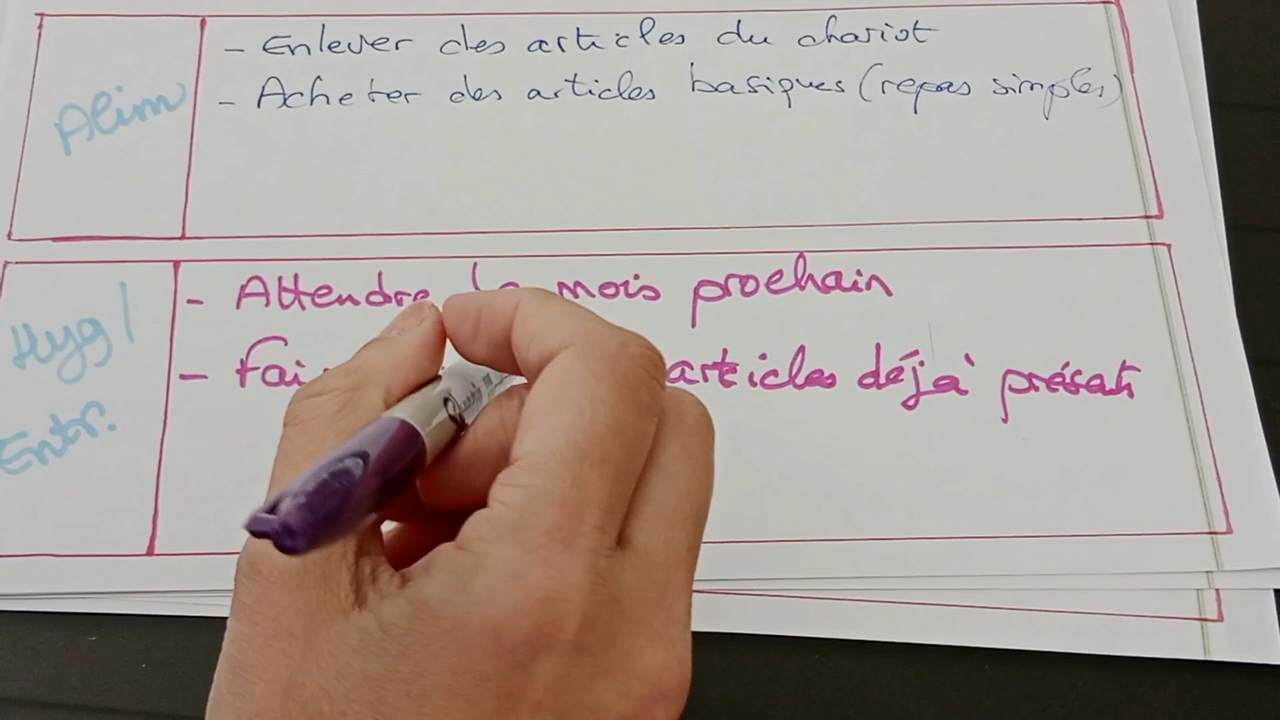 Alim
- Enlever des articles du chariot
- Acheter des articles basiques (repas simples)
Hyg/
Entr.
- Attendre mois prochain
- articles déjà présents